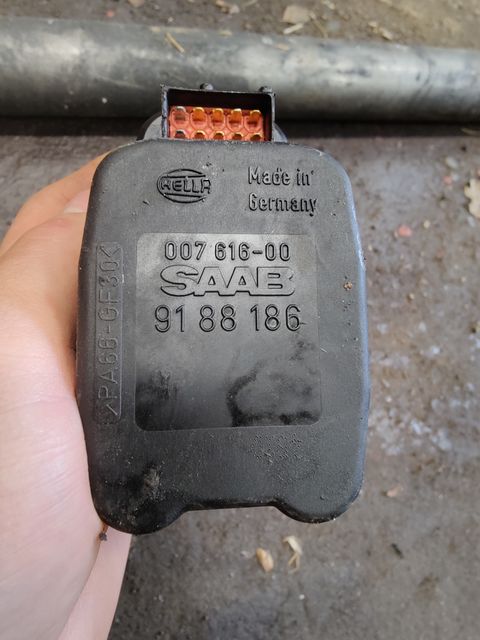 HELLA
Made in
Germany
007 616-00
SAAB
91 88 186
>PA66-GF30<